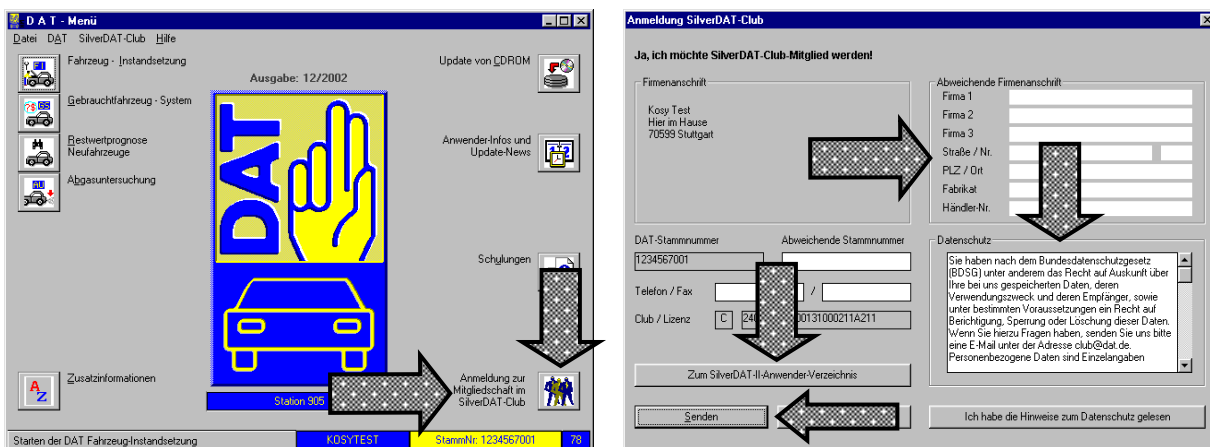 DAT - Menü
Datei DAT SilverDAT-Club Hilfe
Fahrzeug - Instandsetzung
Gebrauchtfahrzeug - System
Restwertprognose
Neufahrzeuge
Abgasuntersuchung
Zusatzinformationen
Ausgabe: 12/2002
DAT
Station 905
Update von CDROM
Anwender-Infos und
Update-News
Schulungen
Anmeldung zur
Mitgliedschaft im
SilverDAT-Club
Starten der DAT Fahrzeug-Instandsetzung
KOSYTEST
StammNr: 1234567001
78
Anmeldung SilverDAT-Club
Ja, ich möchte SilverDAT-Club-Mitglied werden!
Firmenanschrift
Kosy Test
Hier im Hause
70599 Stuttgart
Abweichende Firmenanschrift
Firma 1
Firma 2
Firma 3
Straße / Nr.
PLZ / Ort
Fabrikat
Händler-Nr.
DAT-Stammnummer
Abweichende Stammnummer
1234567001
Telefon / Fax
/
Club / Lizenz
C
00131000211A211
Zum SilverDAT-II-Anwender-Verzeichnis
Senden
Datenschutz
Sie haben nach dem Bundesdatenschutzgesetz
(BDSG) unter anderem das Recht auf Auskunft über
Ihre bei uns gespeicherten Daten, deren
Verwendungszweck und deren Empfänger, sowie
unter bestimmten Voraussetzungen ein Recht auf
Berichtigung, Sperrung oder Löschung dieser Daten.
Wenn Sie hierzu Fragen haben, senden Sie uns bitte
eine E-Mail unter der Adresse club@dat.de.
Personenbezogene Daten sind Einzelangaben
Ich habe die Hinweise zum Datenschutz gelesen